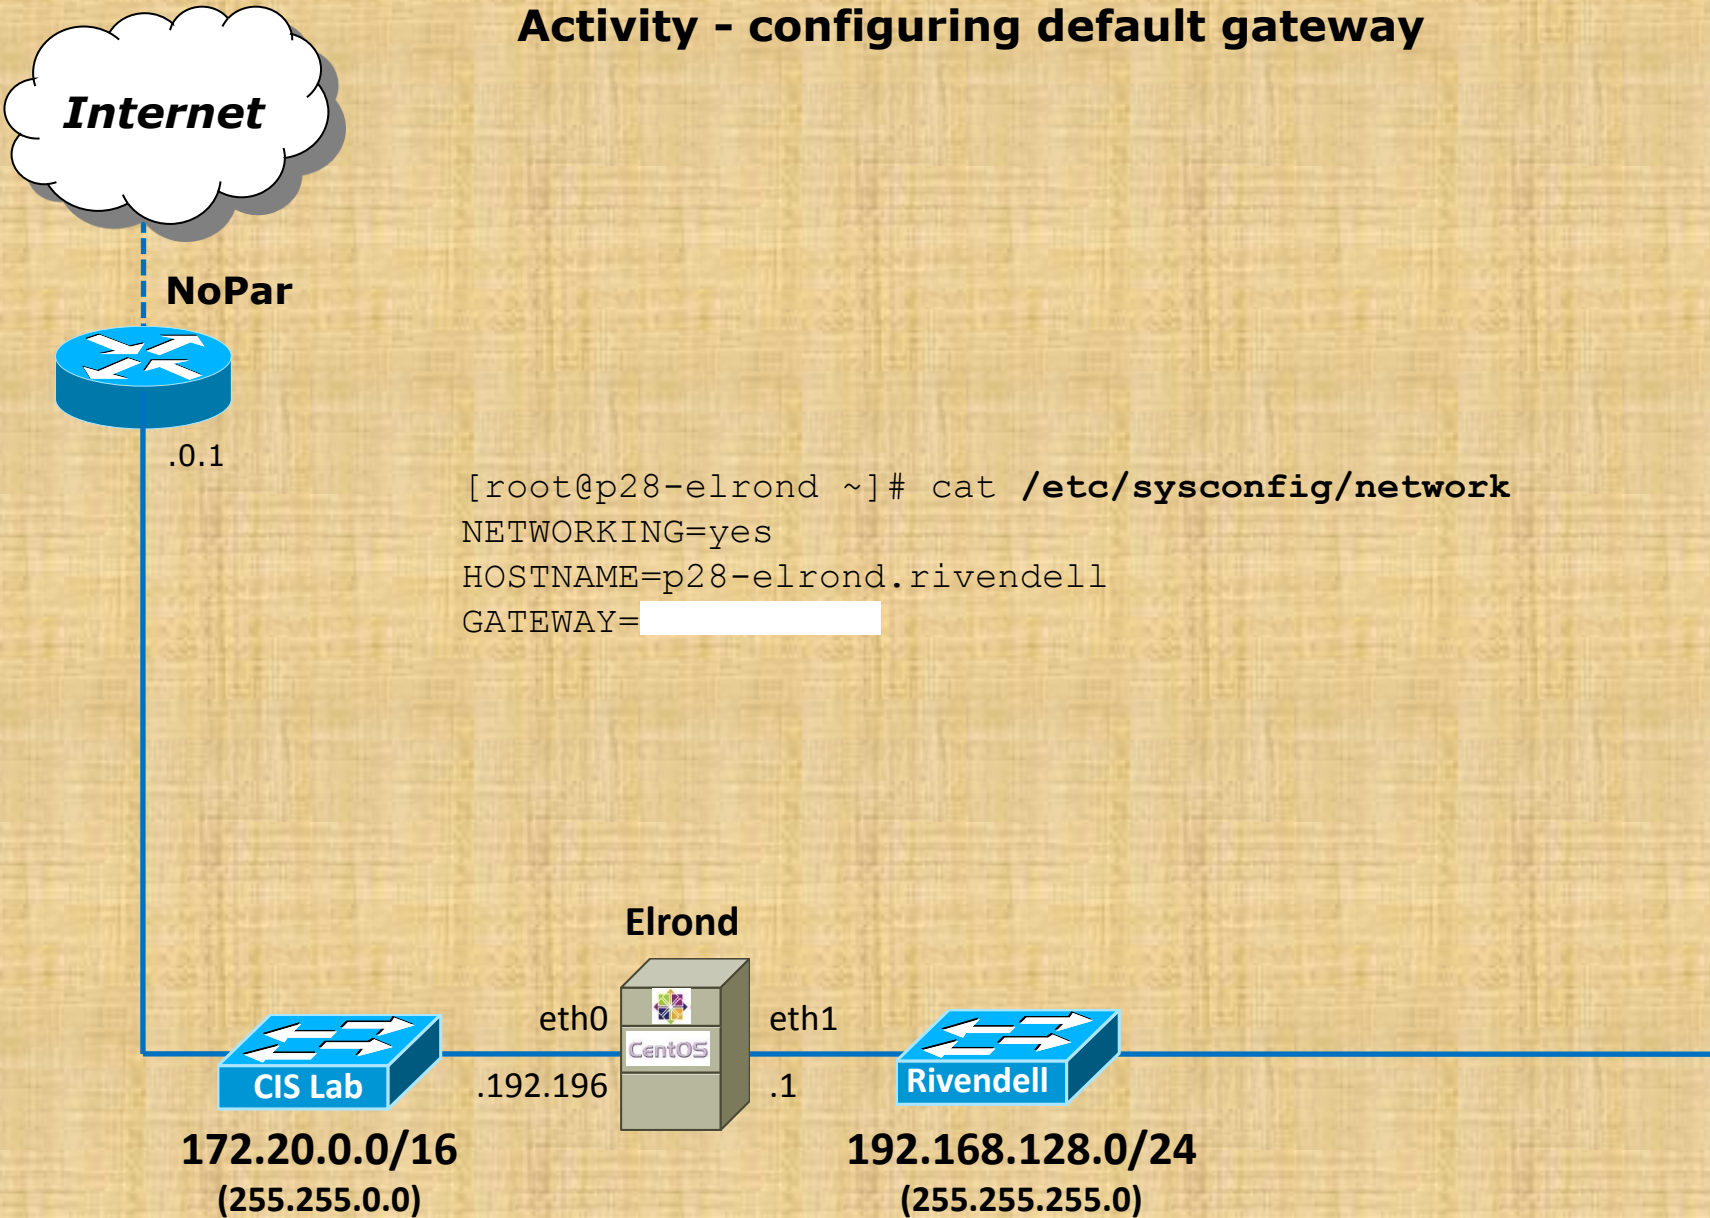 Activity - configuring default gateway
Internet
NoPar
.0.1
[root@p28-elrond ~]# cat /etc/sysconfig/network
NETWORKING=yes
HOSTNAME=p28-elrond.rivendell
GATEWAY=
Elrond
eth0
eth1
CentOS
CIS Lab
.192.196
.1
Rivendell
172.20.0.0/16
(255.255.0.0)
192.168.128.0/24
(255.255.255.0)